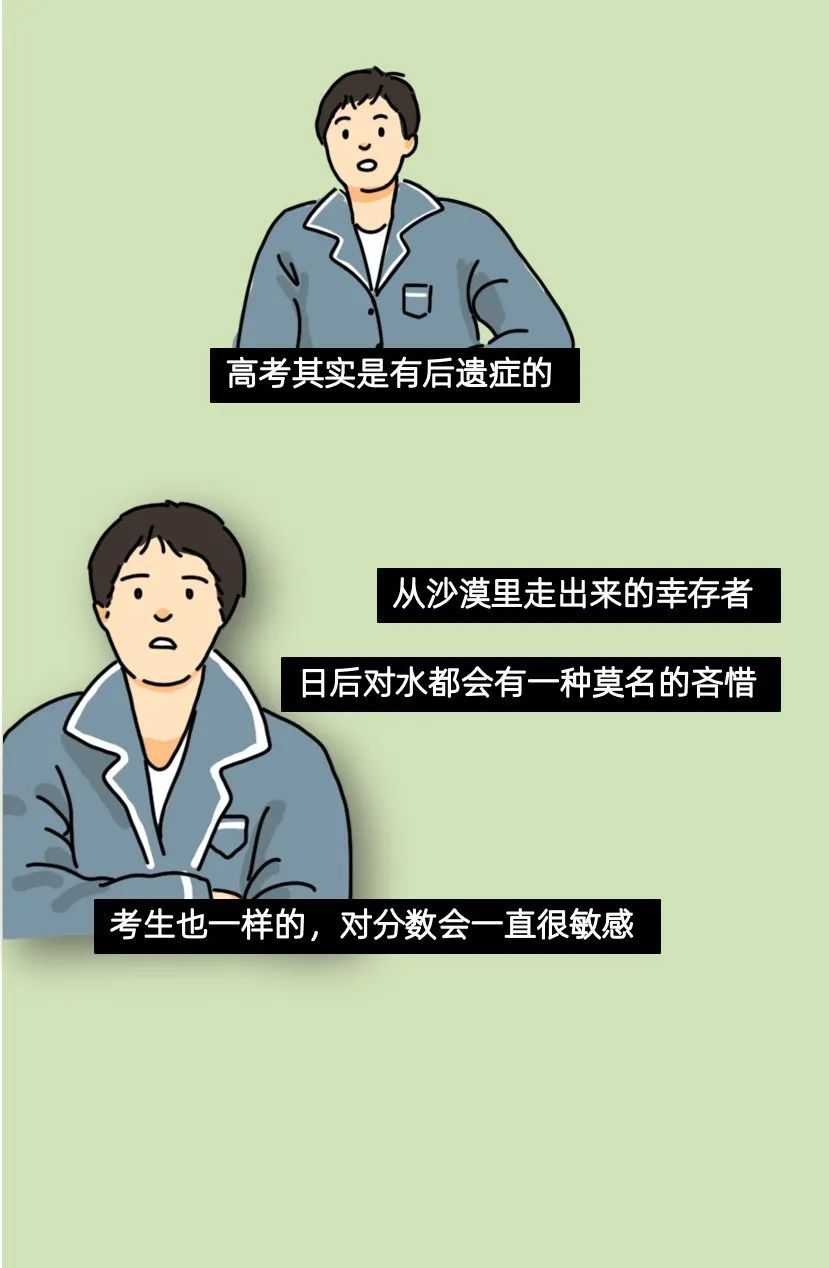 高考其实是有后遗症的
从沙漠里走出来的幸存者
日后对水都会有一种莫名的吝惜
考生也一样的，对分数会一直很敏感